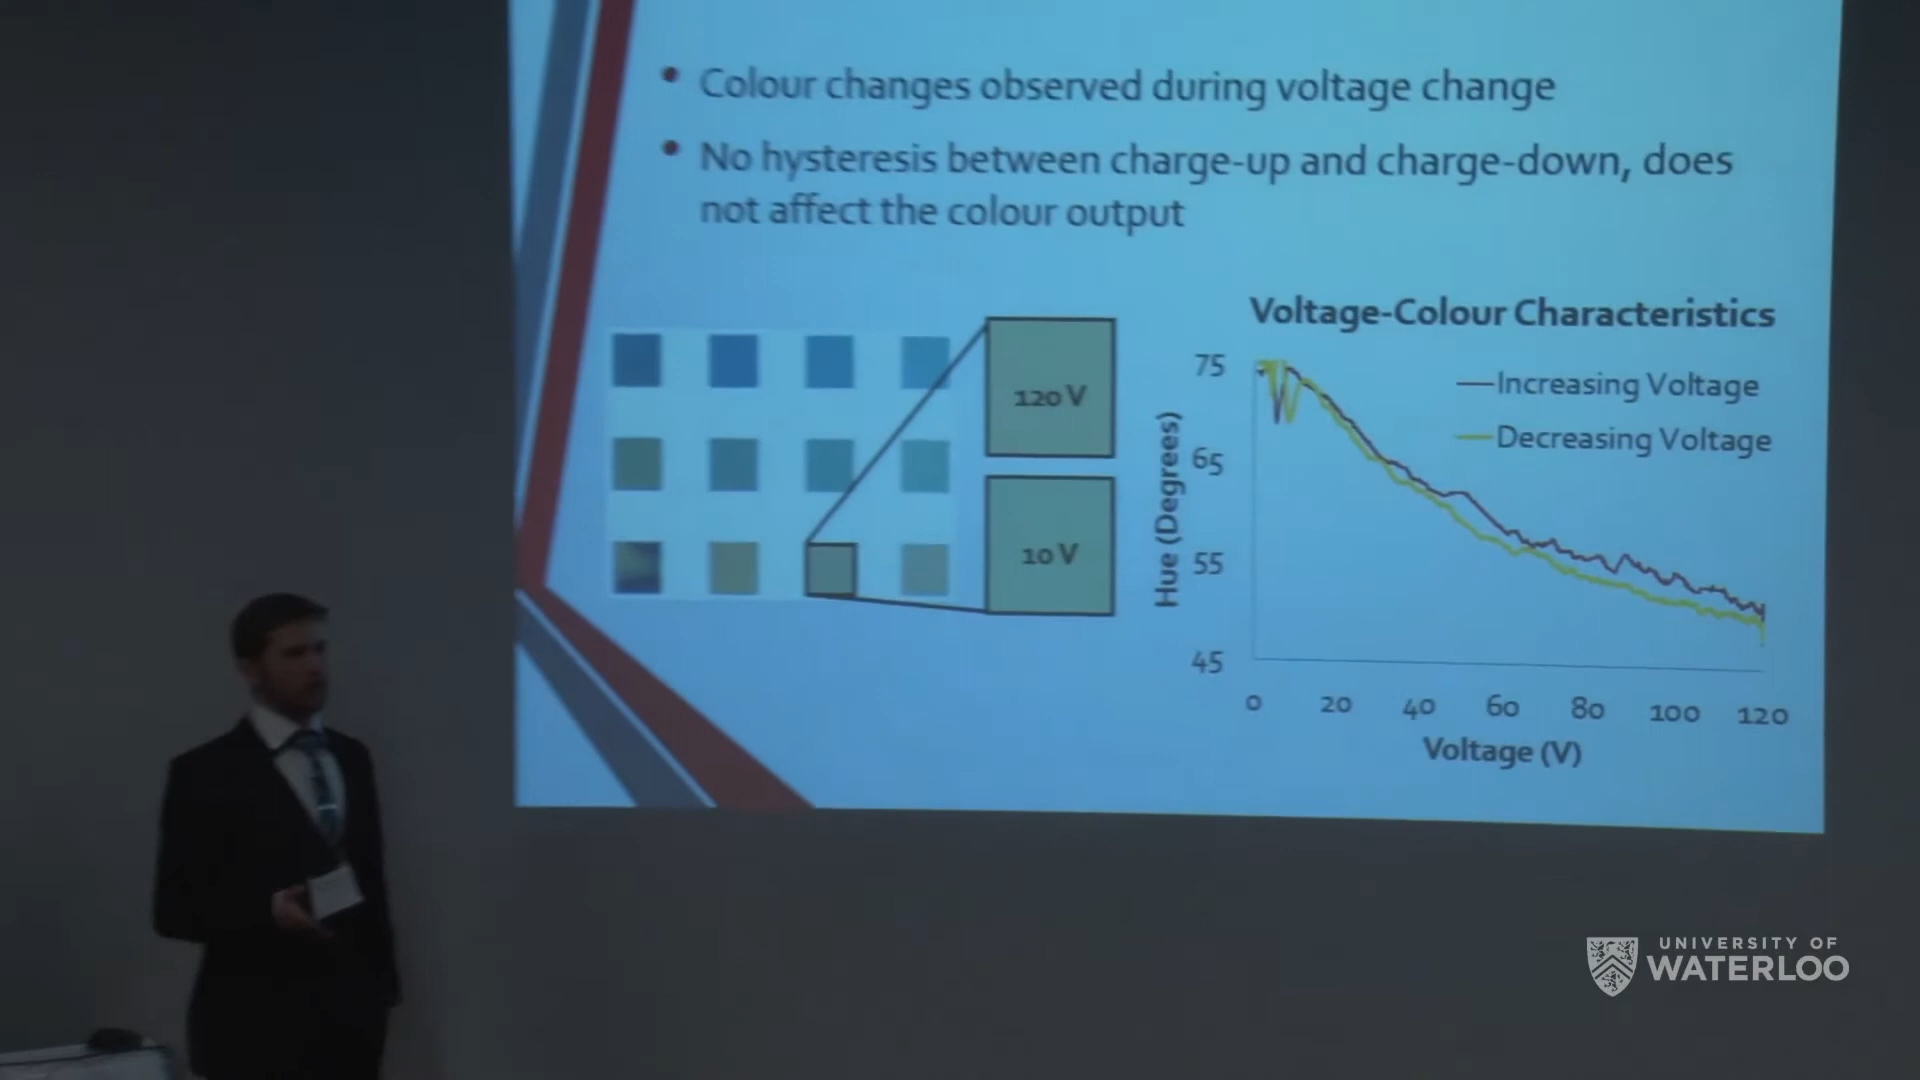 Colour changes observed during voltage change
No hysteresis between charge-up and charge-down, does
not affect the colour output
120 V
10 V
Voltage-Colour Characteristics
Increasing Voltage
Decreasing Voltage
Hue (Degrees)
75
65
55
45
0 20 40 60 80 100 120
Voltage (V)
UNIVERSITY OF
WATERLOO